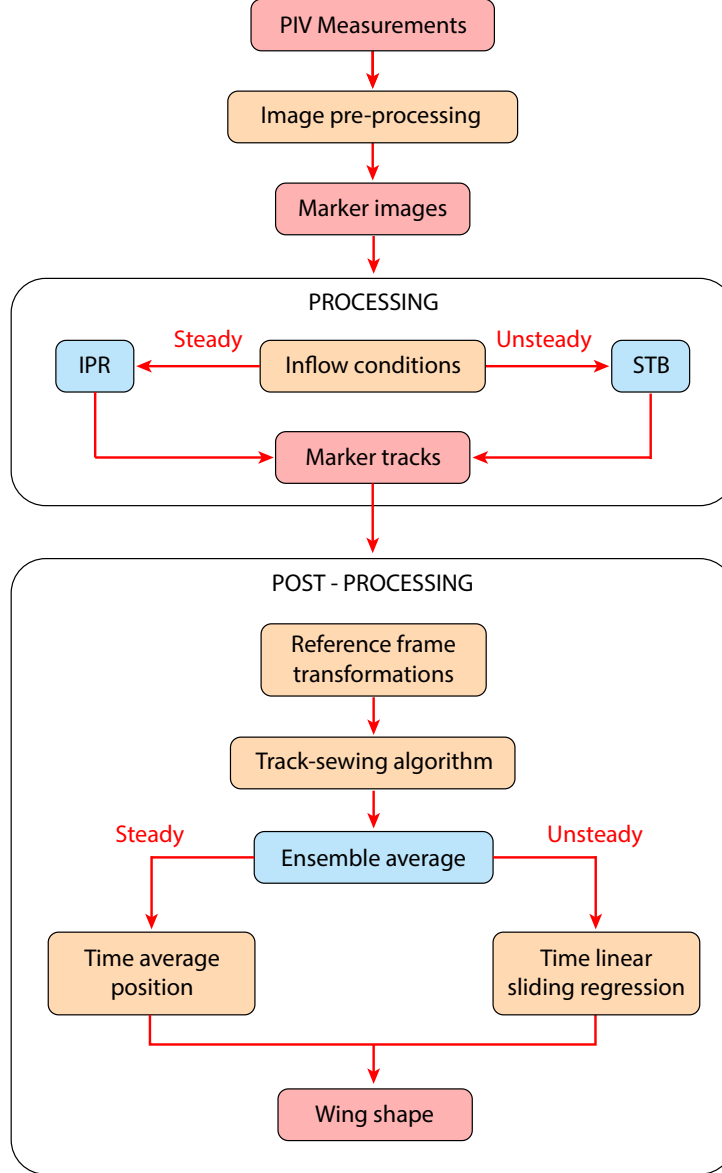 PIV Measurements
Image pre-processing
Marker images
PROCESSING
Steady
Unsteady
IPR
Inflow conditions
STB
Marker tracks
POST - PROCESSING
Reference frame
transformations
Track-sewing algorithm
Steady
Unsteady
Ensemble average
Time average
position
Time linear
sliding regression
Wing shape